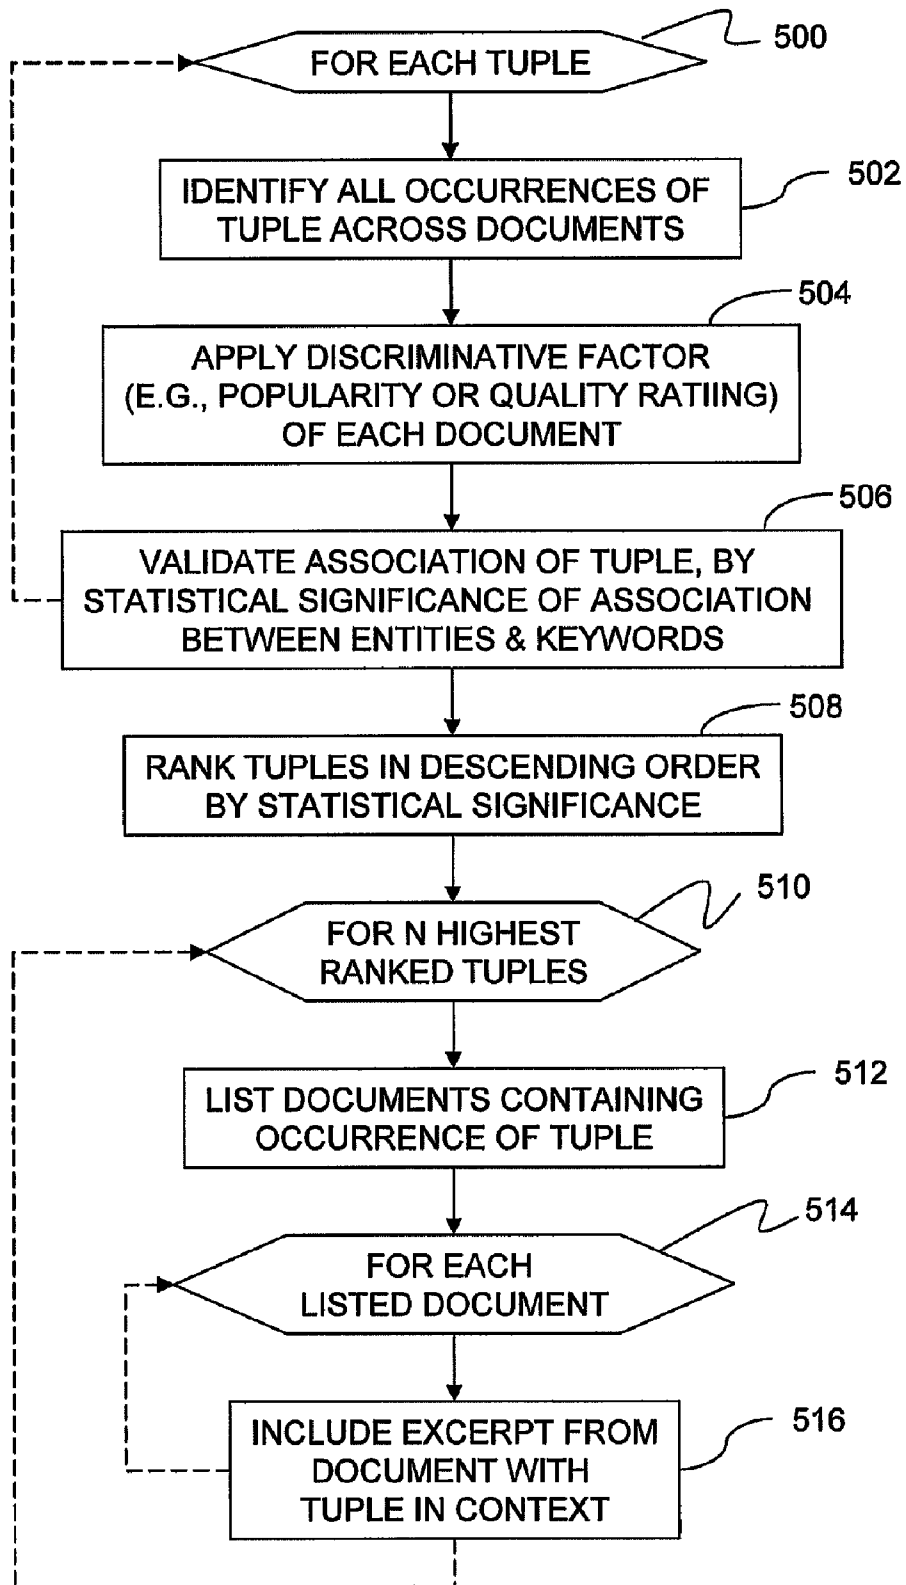 500
FOR EACH TUPLE
502
IDENTIFY ALL OCCURRENCES OF
TUPLE ACROSS DOCUMENTS
504
APPLY DISCRIMINATIVE FACTOR
(E.G., POPULARITY OR QUALITY RATIING)
OF EACH DOCUMENT
506
VALIDATE ASSOCIATION OF TUPLE, BY
STATISTICAL SIGNIFICANCE OF ASSOCIATION
BETWEEN ENTITIES & KEYWORDS
508
RANK TUPLES IN DESCENDING ORDER
BY STATISTICAL SIGNIFICANCE
510
FOR N HIGHEST
RANKED TUPLES
512
LIST DOCUMENTS CONTAINING
OCCURRENCE OF TUPLE
514
FOR EACH
LISTED DOCUMENT
516
INCLUDE EXCERPT FROM
DOCUMENT WITH
TUPLE IN CONTEXT